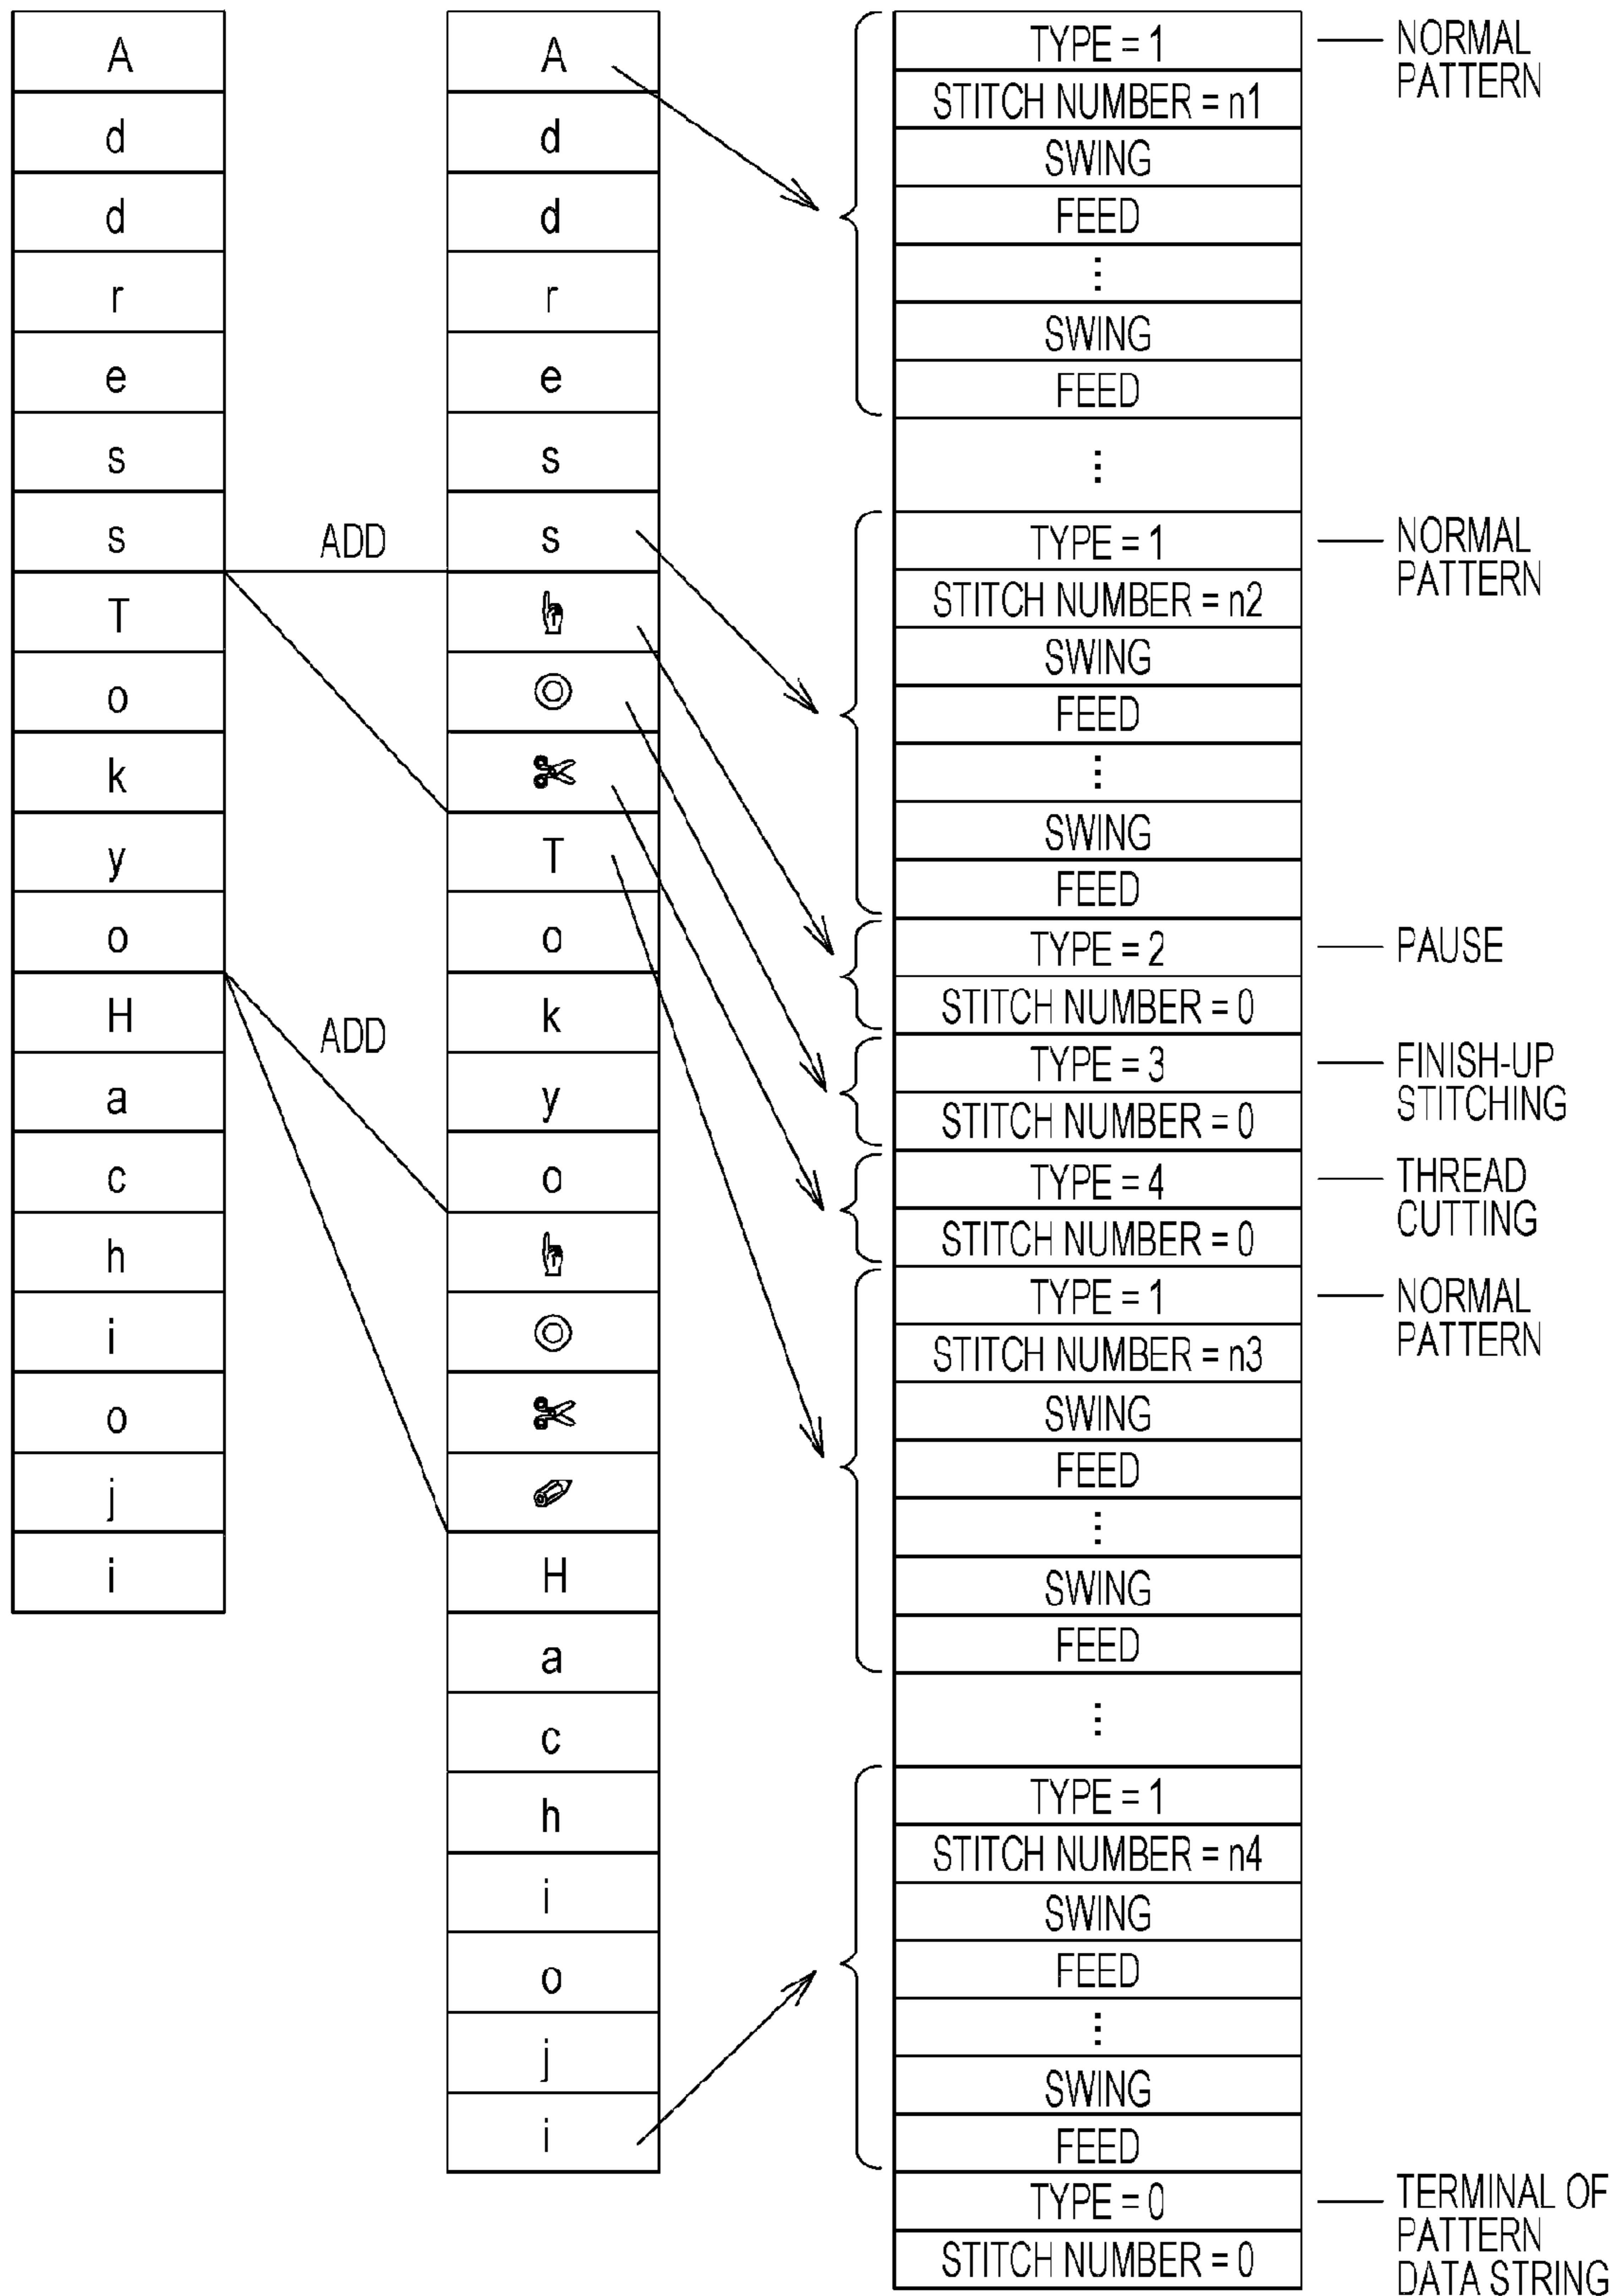 A
d
d
r
e
s
s
T
o
k
y
o
H
a
c
h
i
o
j
i
ADD
ADD
A
d
d
r
e
s
s
T
o
k
y
o
H
a
c
h
i
o
j
i
TYPE = 1
STITCH NUMBER = n1
SWING
FEED
⋮
SWING
FEED
⋮
TYPE = 1
STITCH NUMBER = n2
SWING
FEED
⋮
SWING
FEED
TYPE = 2
STITCH NUMBER = 0
TYPE = 3
STITCH NUMBER = 0
TYPE = 4
STITCH NUMBER = 0
TYPE = 1
STITCH NUMBER = n3
SWING
FEED
⋮
SWING
FEED
⋮
TYPE = 1
STITCH NUMBER = n4
SWING
FEED
⋮
SWING
FEED
TYPE = 0
STITCH NUMBER = 0
NORMAL
PATTERN
NORMAL
PATTERN
PAUSE
FINISH-UP
STITCHING
THREAD
CUTTING
NORMAL
PATTERN
TERMINAL OF
PATTERN
DATA STRING